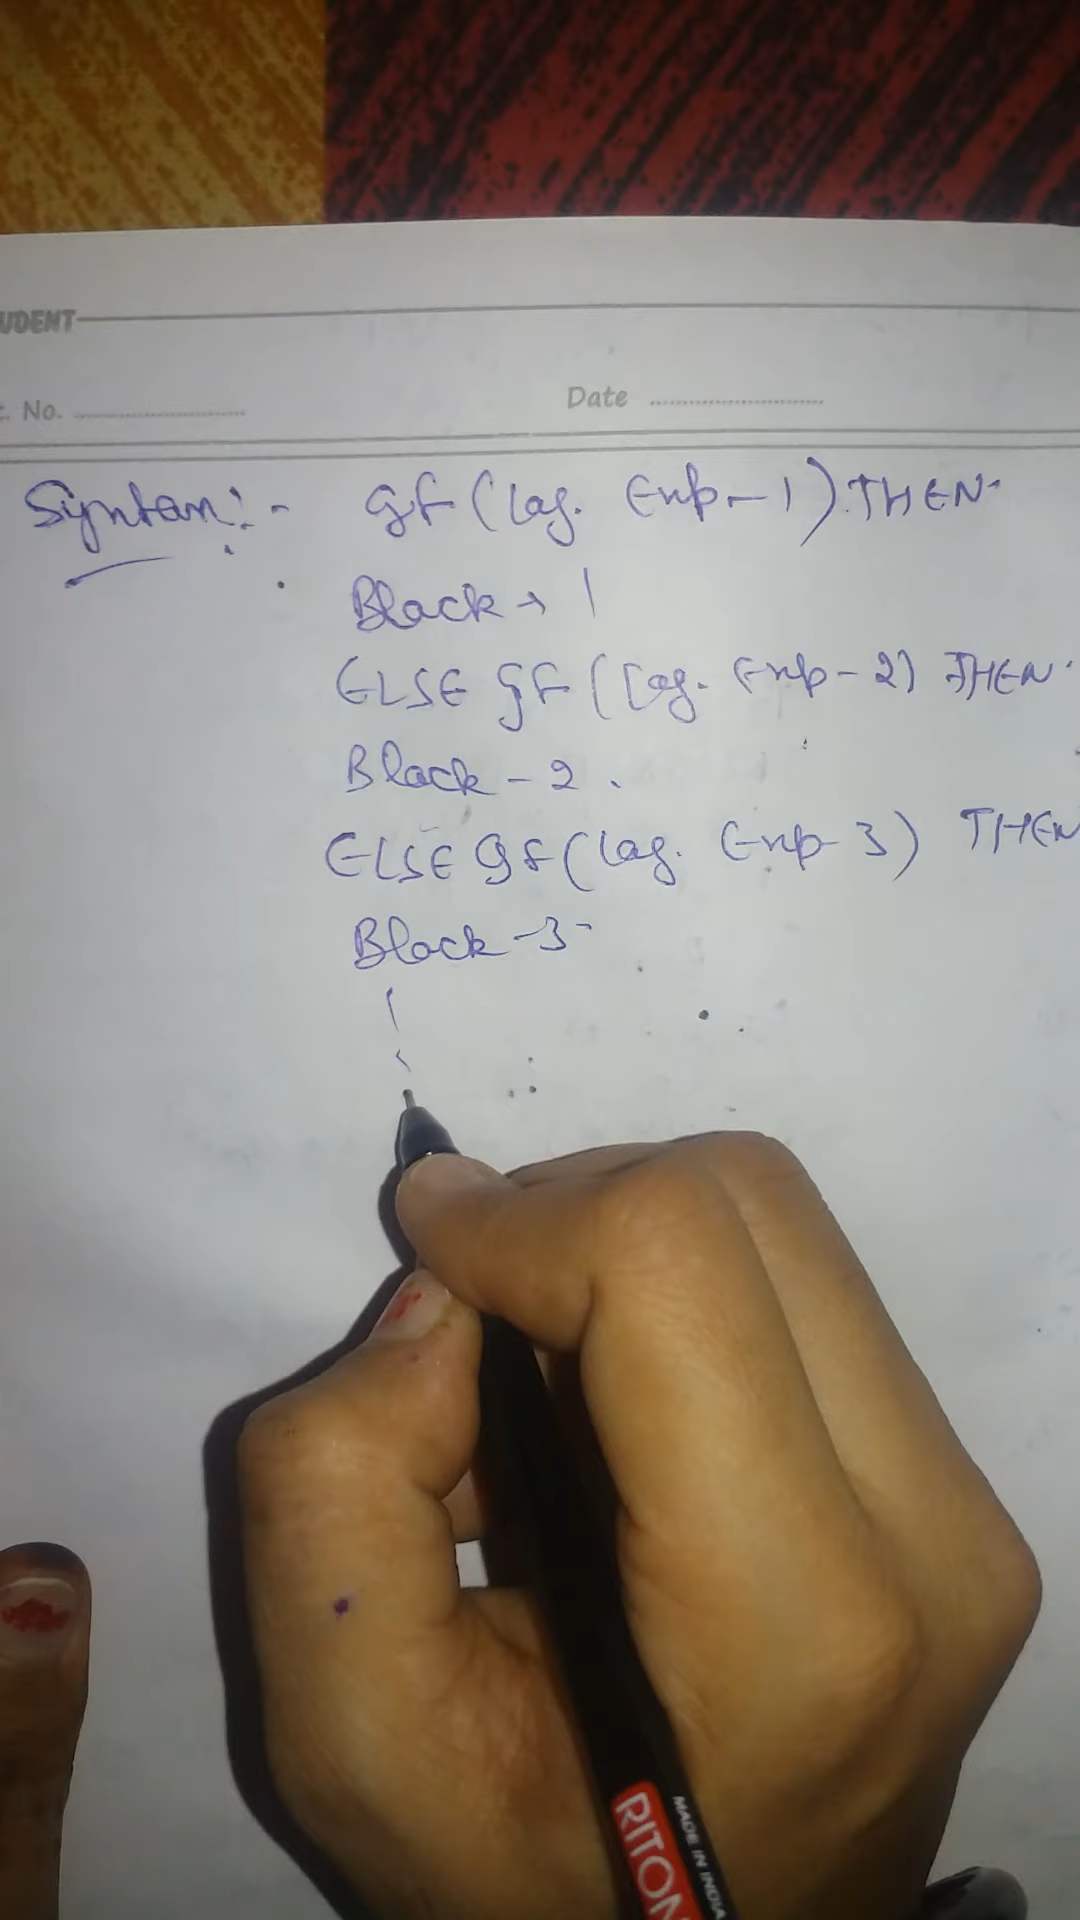 UDENT
. No. ........................
Date ........................
Syntax:- IF (Log. Exp-1) THEN
Block → 1
ELSE IF (Log. Exp-2) THEN
Block - 2.
ELSE IF (Log. Exp 3) THEN
Block -3-
RITON
MADE IN INDIA